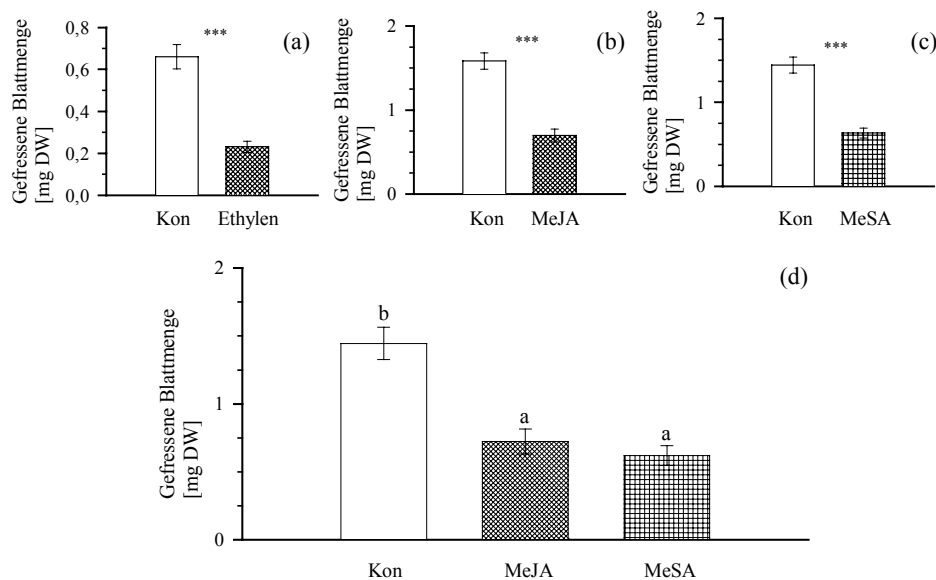 Gefressene Blattmenge
[mg DW]
0,8
0,6
0,4
0,2
0,0
***
(a)
Kon
Ethylen
Gefressene Blattmenge
[mg DW]
2
1
0
***
(b)
Kon
MeJA
Gefressene Blattmenge
[mg DW]
2
1
0
***
(c)
Kon
MeSA
Gefressene Blattmenge
[mg DW]
2
1
0
(d)
b
a
a
Kon
MeJA
MeSA